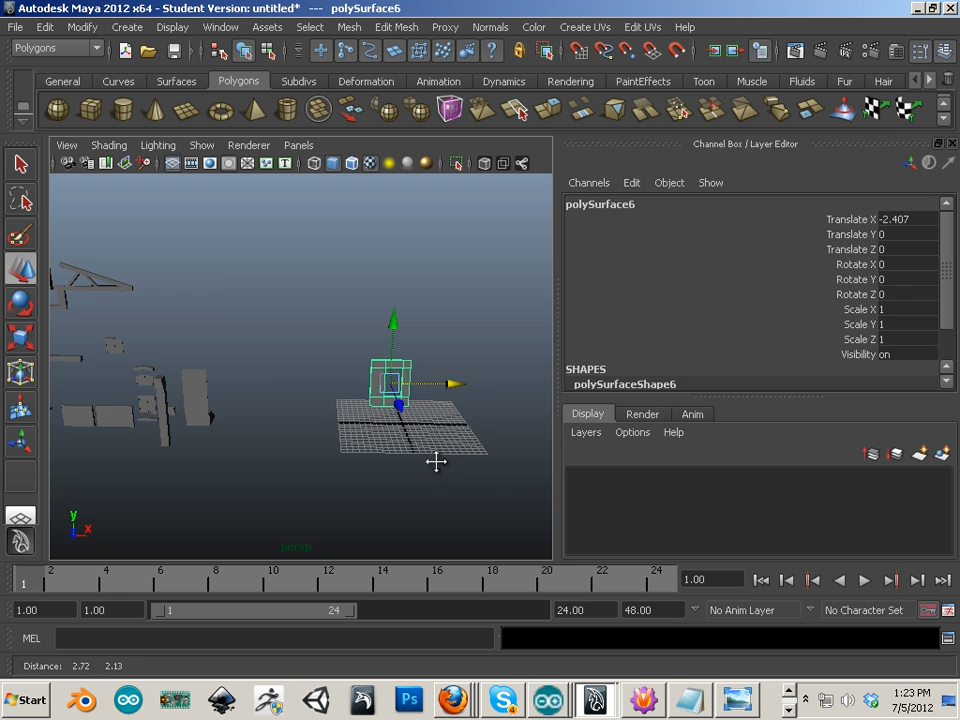 Autodesk Maya 2012 x64 - Student Version: untitled* --- polySurface6
File Edit Modify Create Display Window Assets Select Mesh Edit Mesh Proxy Normals Color Create UVs Edit UVs Help
Polygons
General Curves Surfaces Polygons Subdivs Deformation Animation Dynamics Rendering PaintEffects Toon Muscle Fluids Fur Hair
View Shading Lighting Show Renderer Panels
Channel Box / Layer Editor
Channels Edit Object Show
polySurface6
Translate X -2.407
Translate Y 0
Translate Z 0
Rotate X 0
Rotate Y 0
Rotate Z 0
Scale X 1
Scale Y 1
Scale Z 1
Visibility on
SHAPES
polySurfaceShape6
Display Render Anim
Layers Options Help
y
x
persp
1 2 4 6 8 10 12 14 16 18 20 22 24
1.00
1.00 1.00 1 24 24.00 48.00 No Anim Layer No Character Set
MEL
Distance: 2.72 2.13
Start
Ps
1:23 PM
7/5/2012